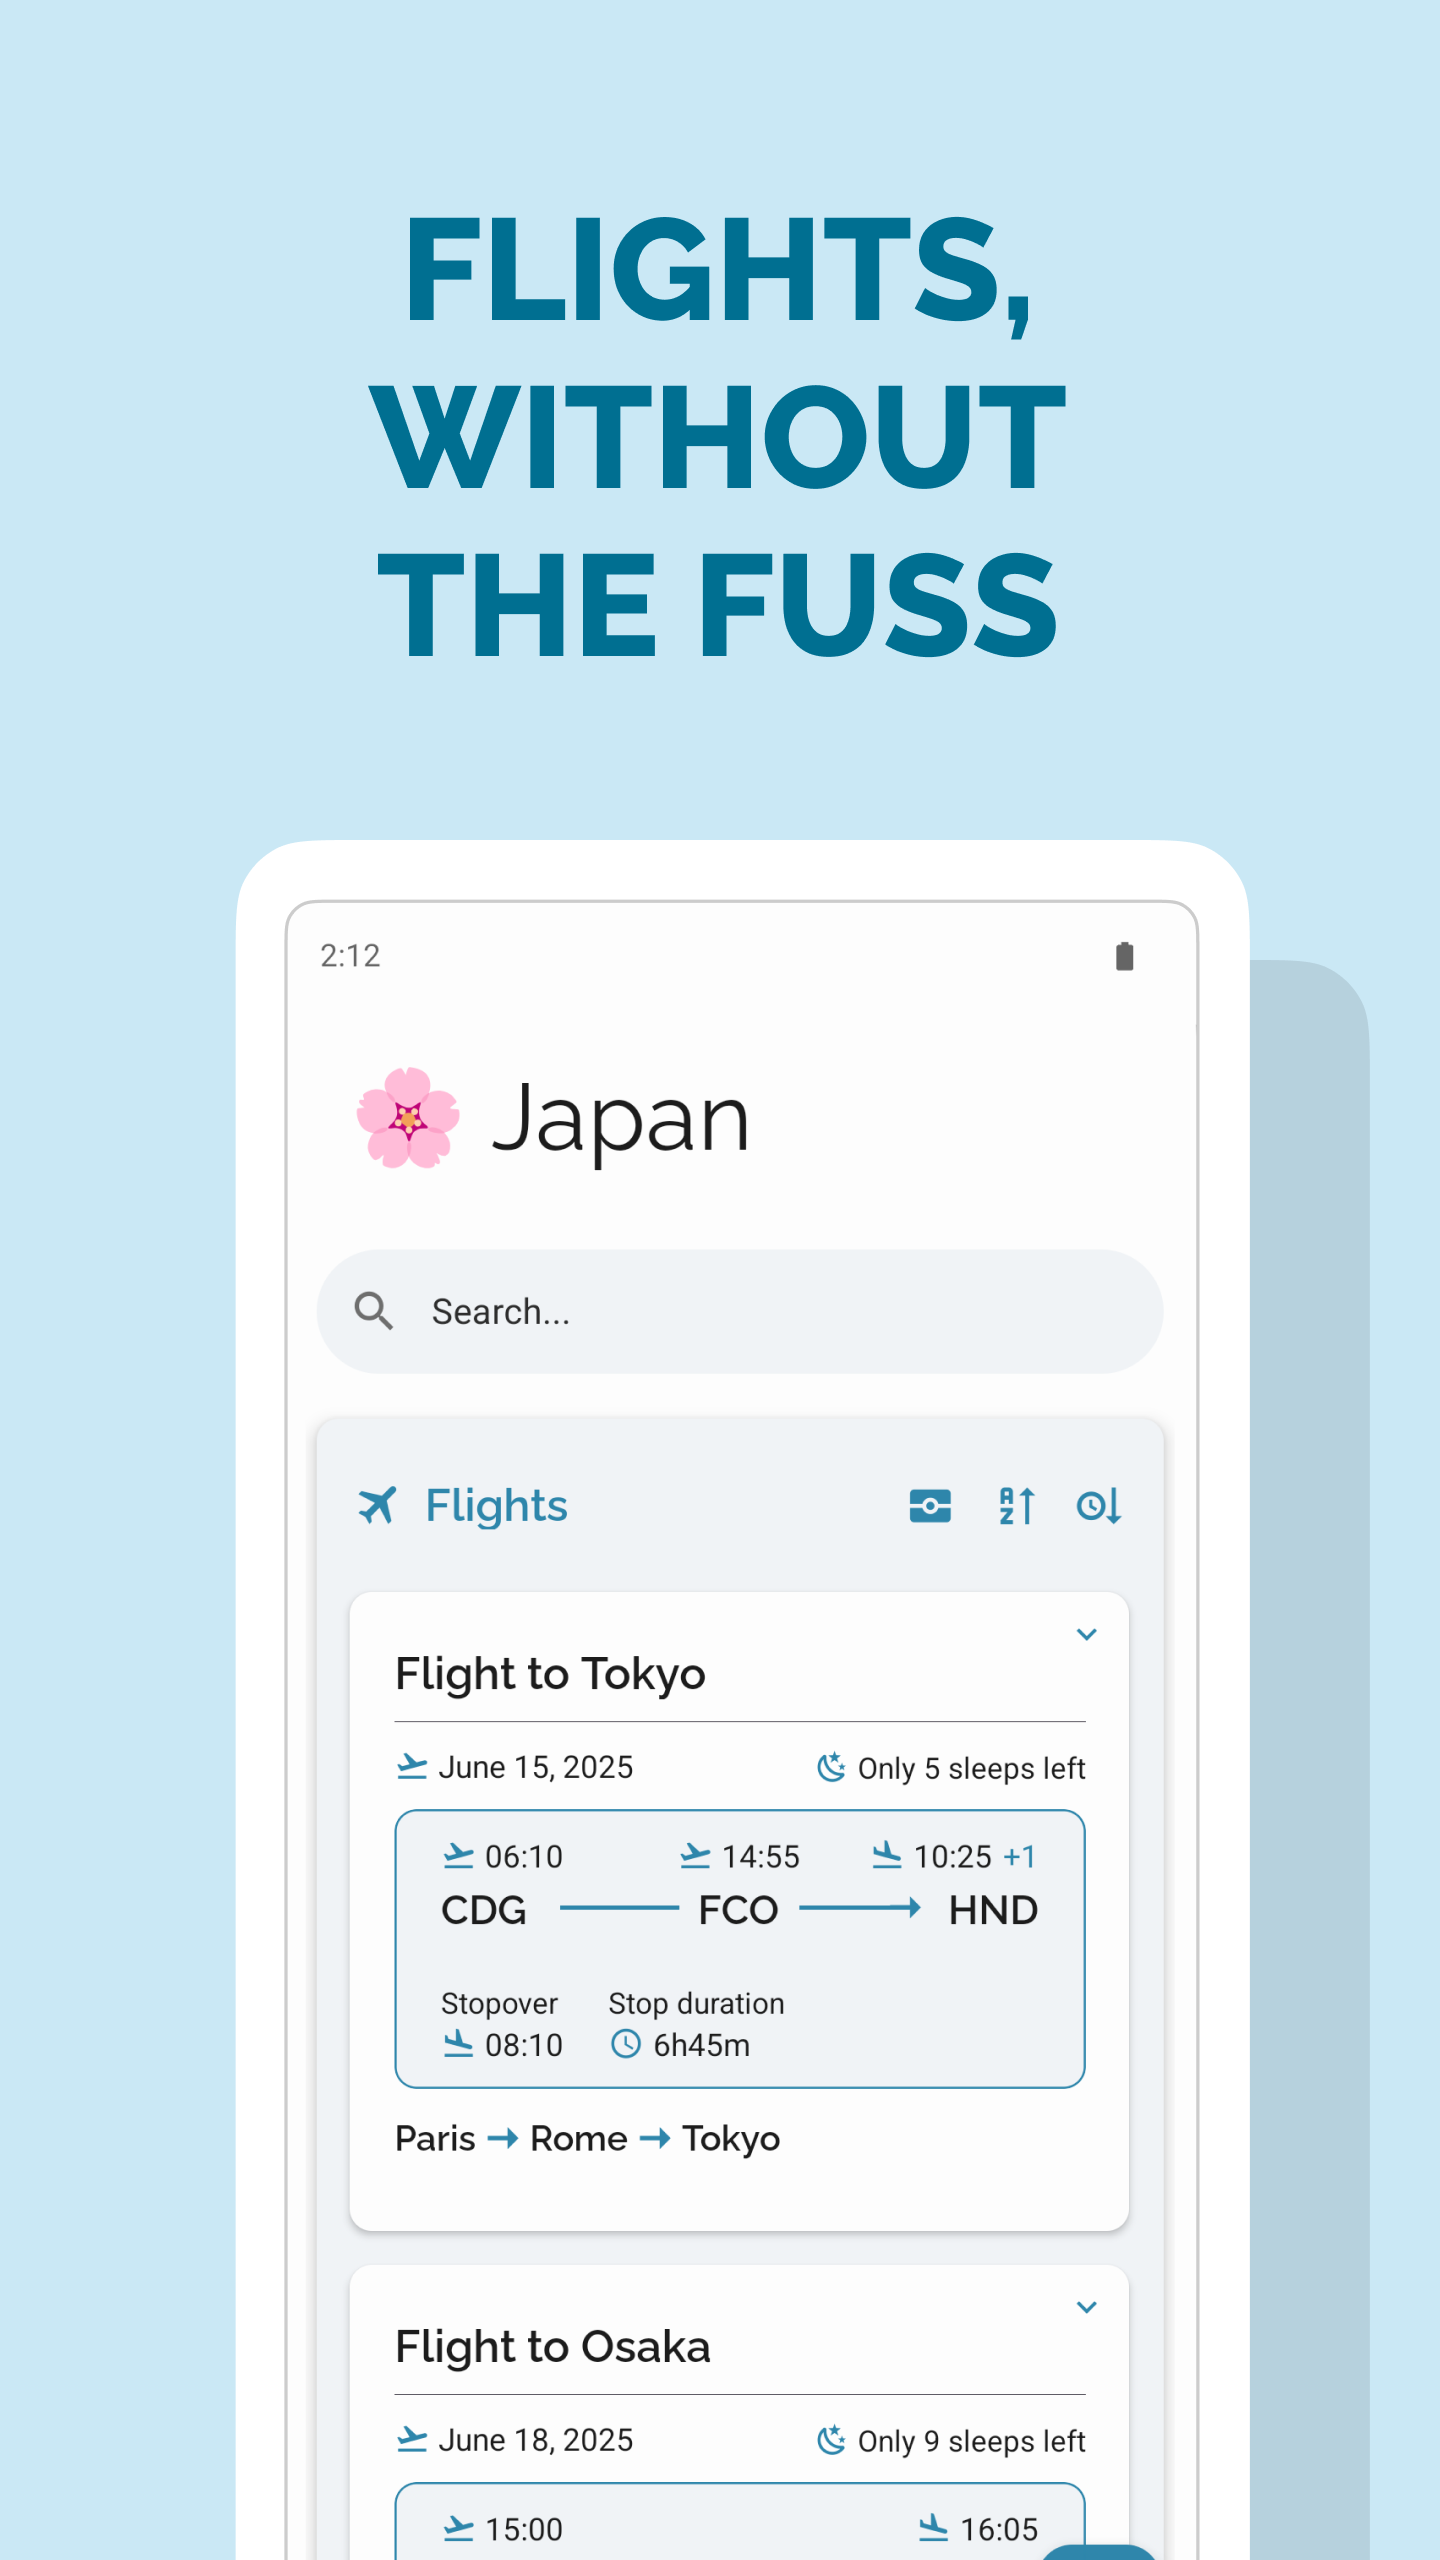 FLIGHTS,
WITHOUT
THE FUSS
2:12
Japan
Search...
Flights
Flight to Tokyo
June 15, 2025 Only 5 sleeps left
06:10 14:55 10:25 +1
CDG FCO HND
Stopover Stop duration
08:10 6h45m
Paris → Rome → Tokyo
Flight to Osaka
June 18, 2025 Only 9 sleeps left
15:00 16:05